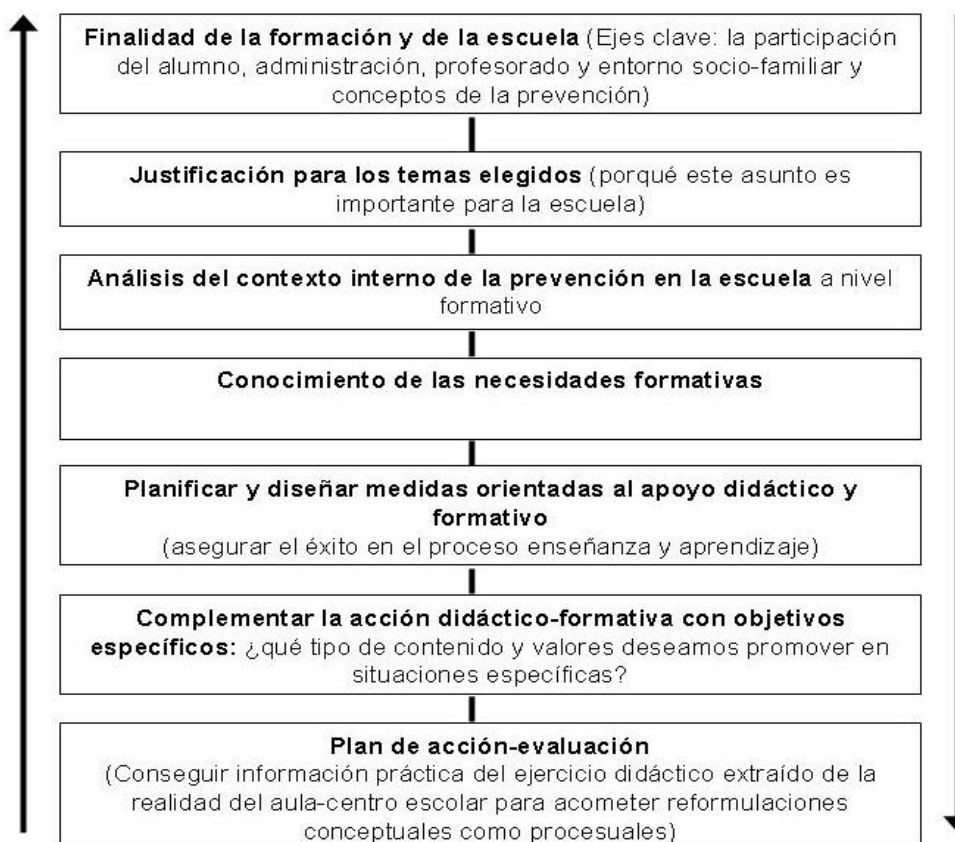 Finalidad de la formación y de la escuela (Ejes clave: la participación
del alumno, administración, profesorado y entorno socio-familiar y
conceptos de la prevención)
Justificación para los temas elegidos (porqué este asunto es
importante para la escuela)
Análisis del contexto interno de la prevención en la escuela a nivel
formativo
Conocimiento de las necesidades formativas
Planificar y diseñar medidas orientadas al apoyo didáctico y
formativo
(asegurar el éxito en el proceso enseñanza y aprendizaje)
Complementar la acción didáctico-formativa con objetivos
específicos: ¿qué tipo de contenido y valores deseamos promover en
situaciones específicas?
Plan de acción-evaluación
(Conseguir información práctica del ejercicio didáctico extraído de la
realidad del aula-centro escolar para acometer reformulaciones
conceptuales como procesuales)